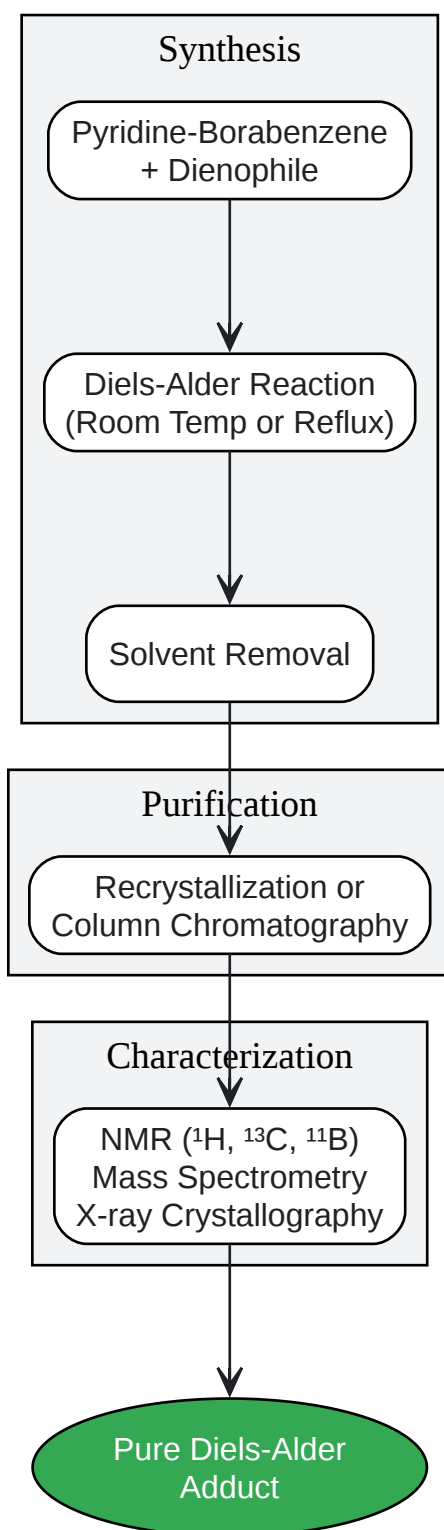 Synthesis
Pyridine-Borabenzene
+ Dienophile
Diels-Alder Reaction
(Room Temp or Reflux)
Solvent Removal
Purification
Recrystallization or
Column Chromatography
Characterization
NMR (¹H, ¹³C, ¹¹B)
Mass Spectrometry
X-ray Crystallography
Pure Diels-Alder
Adduct